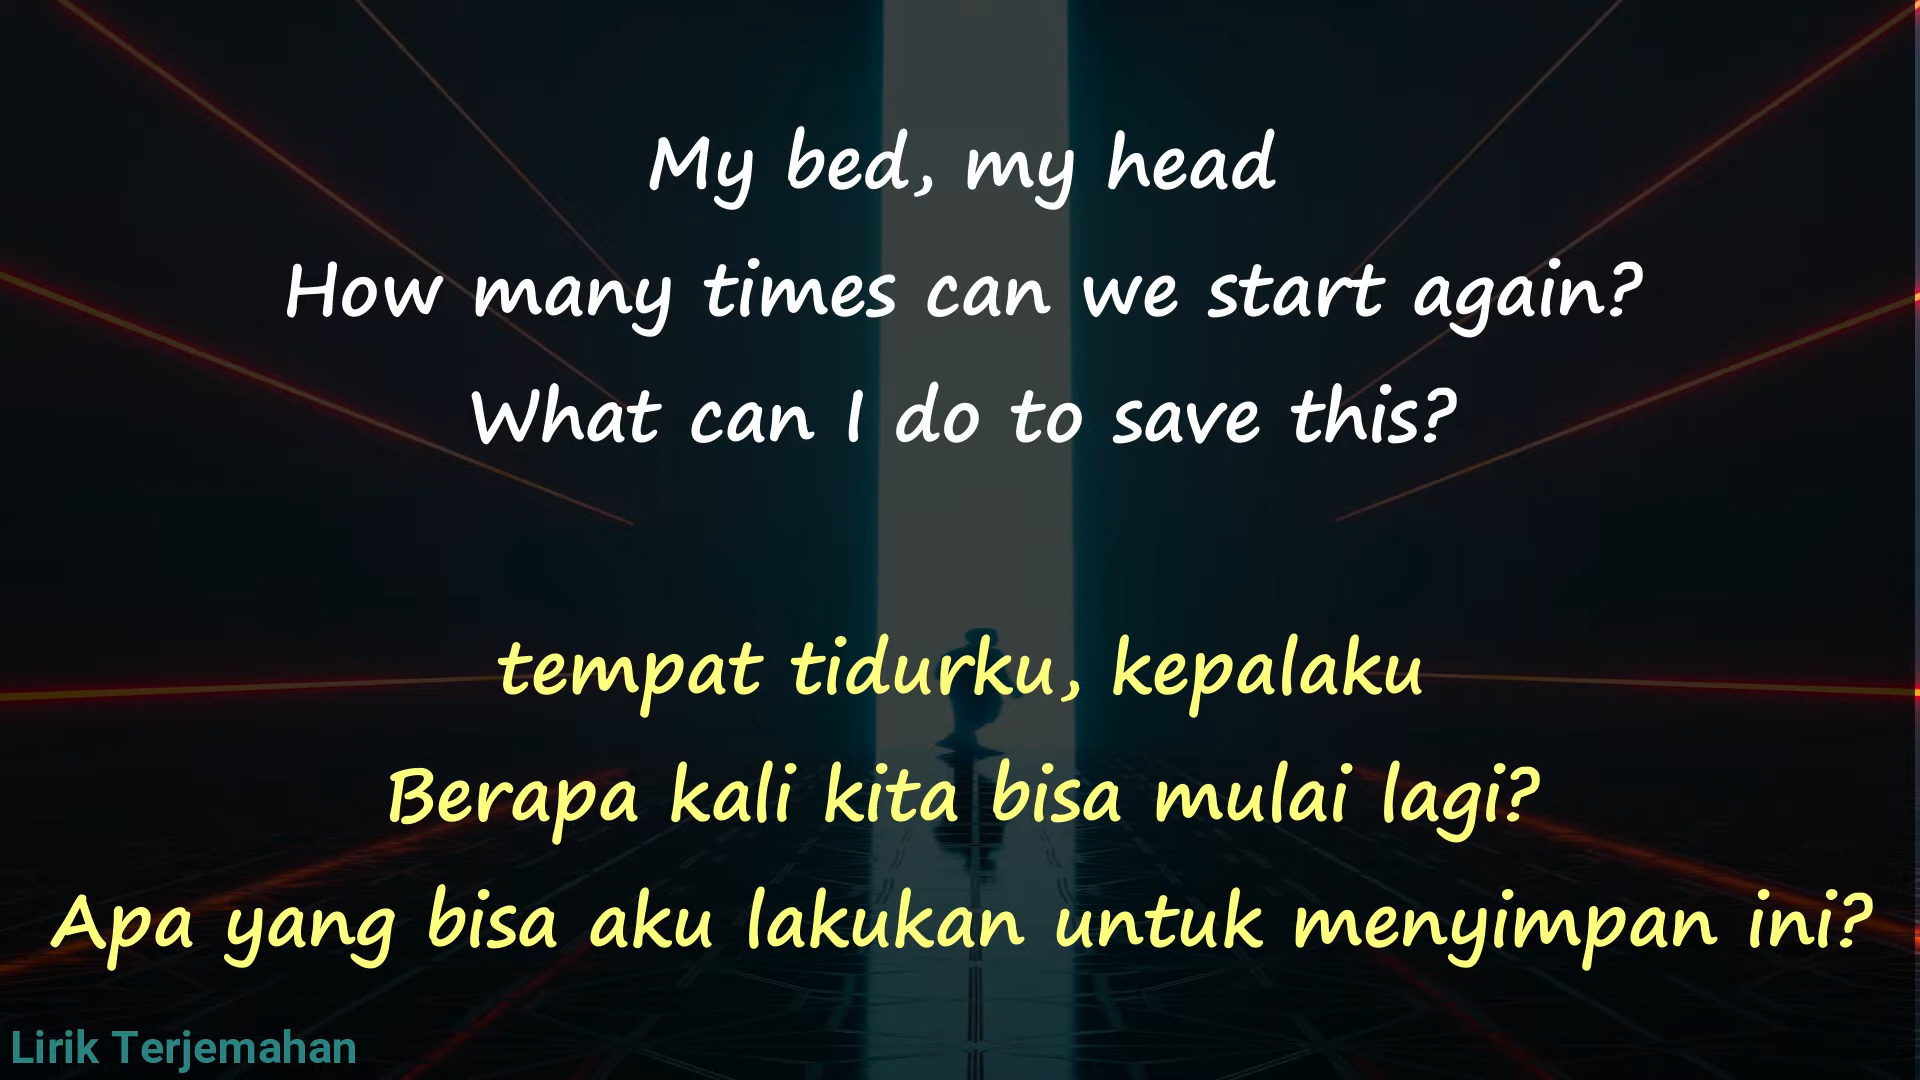 My bed, my head
How many times can we start again?
What can I do to save this?
tempat tidurku, kepalaku
Berapa kali kita bisa mulai lagi?
Apa yang bisa aku lakukan untuk menyimpan ini?
Lirik Terjemahan